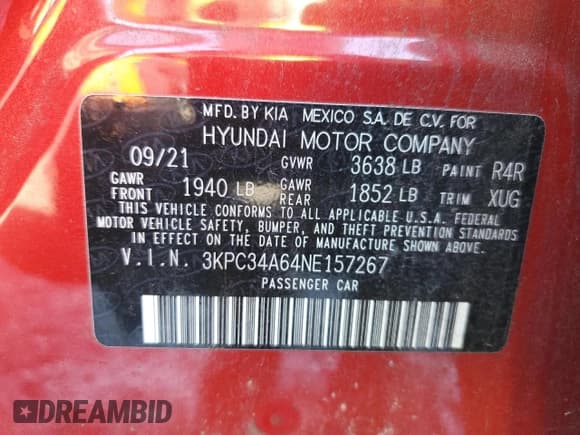 MFD. BY KIA MEXICO S.A. DE C.V. FOR
HYUNDAI MOTOR COMPANY
09/21 GVWR 3638 LB PAINT R4R
GAWR FRONT 1940 LB GAWR REAR 1852 LB TRIM XUG
THIS VEHICLE CONFORMS TO ALL APPLICABLE U.S.A. FEDERAL
MOTOR VEHICLE SAFETY, BUMPER, AND THEFT PREVENTION STANDARDS
IN EFFECT ON THE DATE OF MANUFACTURE SHOWN ABOVE.
V.I.N. 3KPC34A64NE157267
PASSENGER CAR
DREAMBID